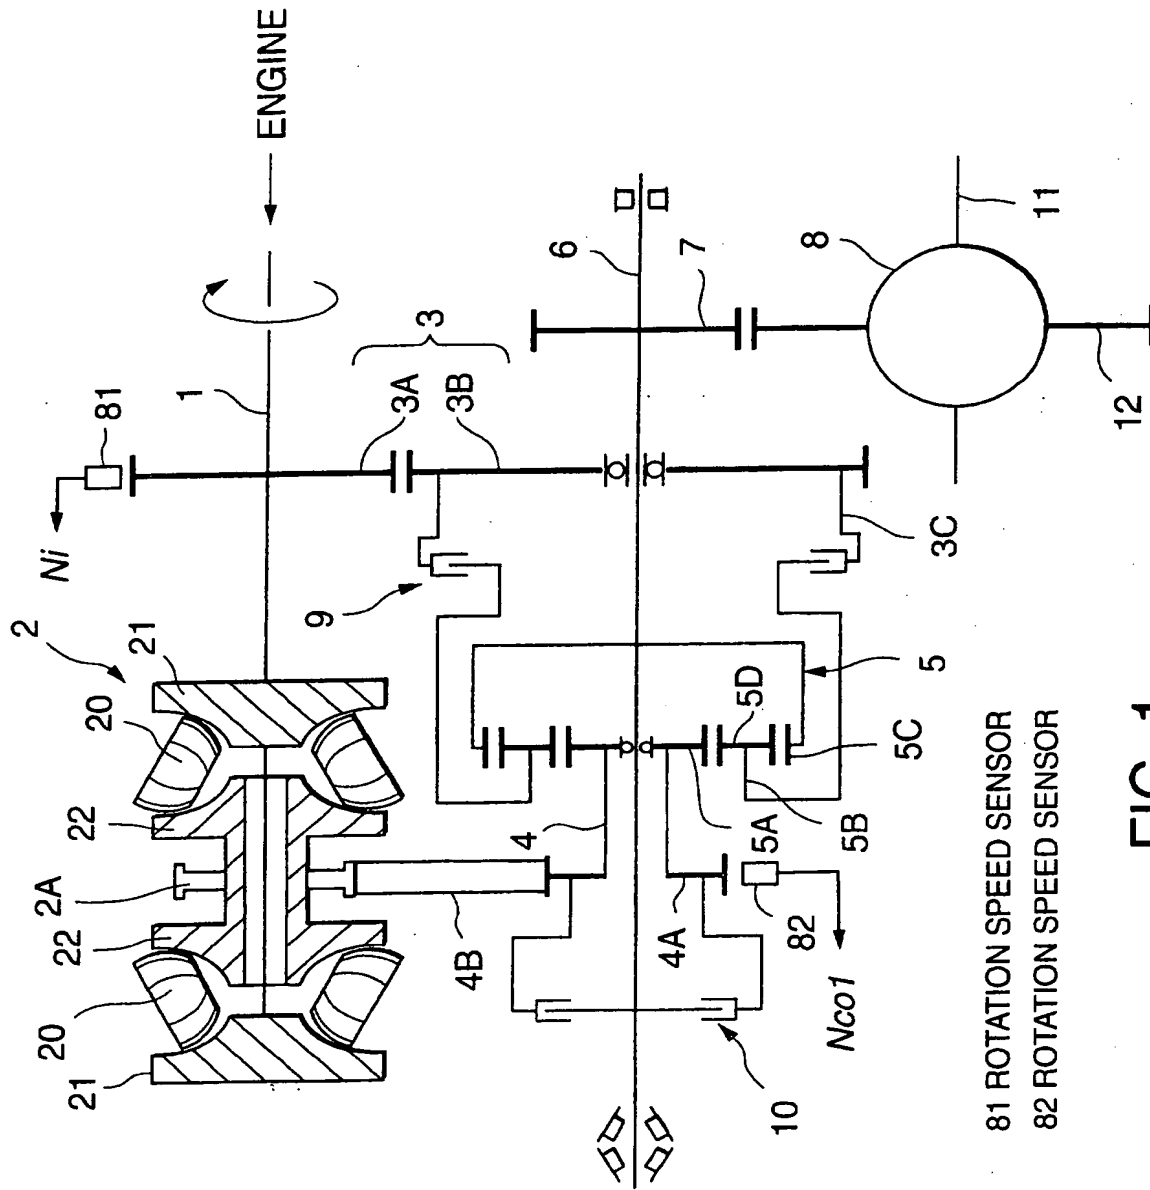 ENGINE
1
81
Ni
3
3A
3B
6
7
8
11
12
3C
9
2
21
20
22
2A
22
20
21
4
4B
5
5D
5C
5B
5A
4A
82
Nco1
10
81 ROTATION SPEED SENSOR
82 ROTATION SPEED SENSOR
FIG. 1